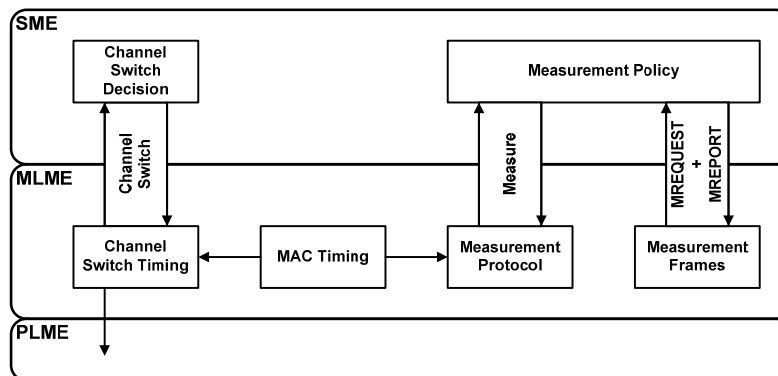 SME
Channel
Switch
Decision
Measurement Policy
Channel
Switch
Measure
MREQUEST
+
MREPORT
MLME
Channel
Switch Timing
MAC Timing
Measurement
Protocol
Measurement
Frames
PLME